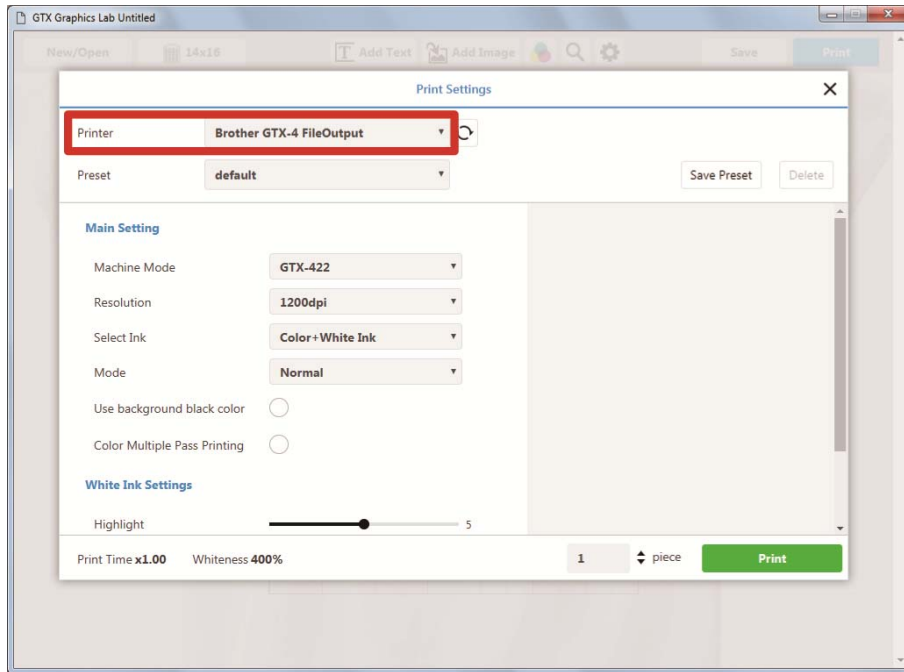 GTX Graphics Lab Untitled
New/Open 14x16 Add Text Add Image Save Print
Print Settings
Printer Brother GTX-4 FileOutput
Preset default Save Preset Delete
Main Setting
Machine Mode GTX-422
Resolution 1200dpi
Select Ink Color+White Ink
Mode Normal
Use background black color
Color Multiple Pass Printing
White Ink Settings
Highlight 5
Print Time x1.00 Whiteness 400% 1 piece Print